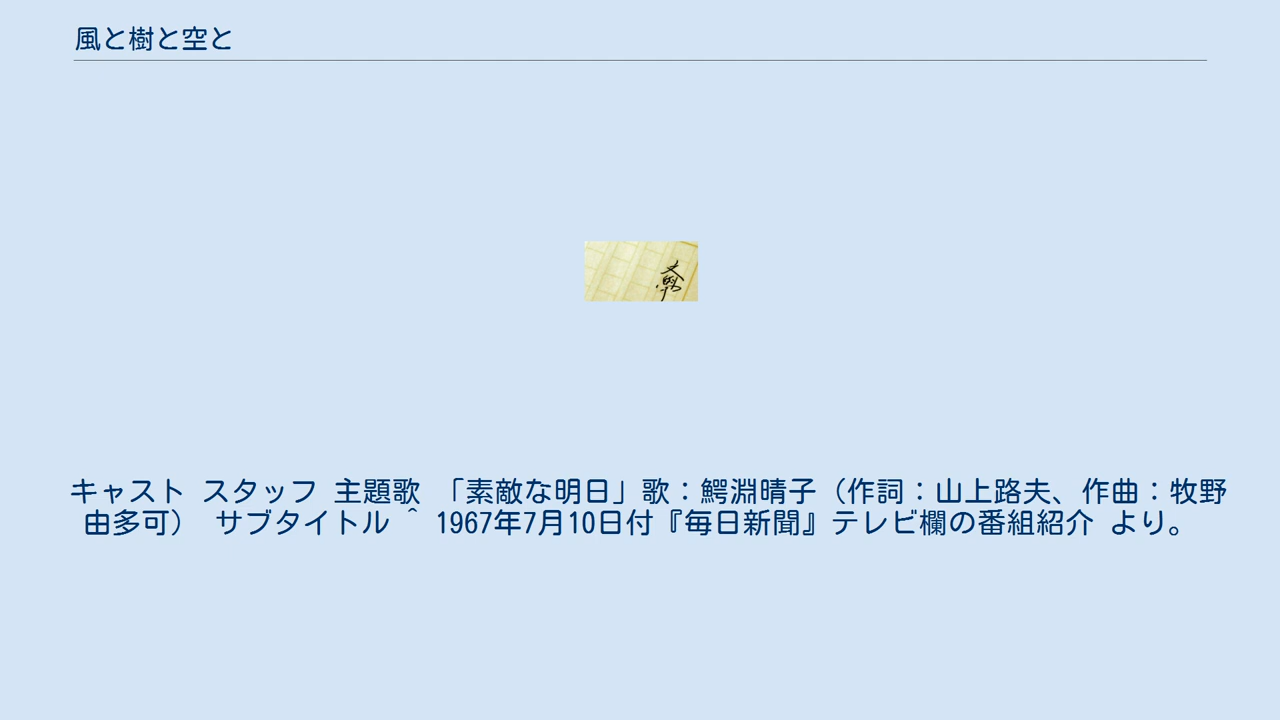 風と樹と空と
キャスト スタッフ 主題歌 「素敵な明日」歌：鰐淵晴子（作詞：山上路夫、作曲：牧野
由多可） サブタイトル ^ 1967年7月10日付『毎日新聞』テレビ欄の番組紹介 より。